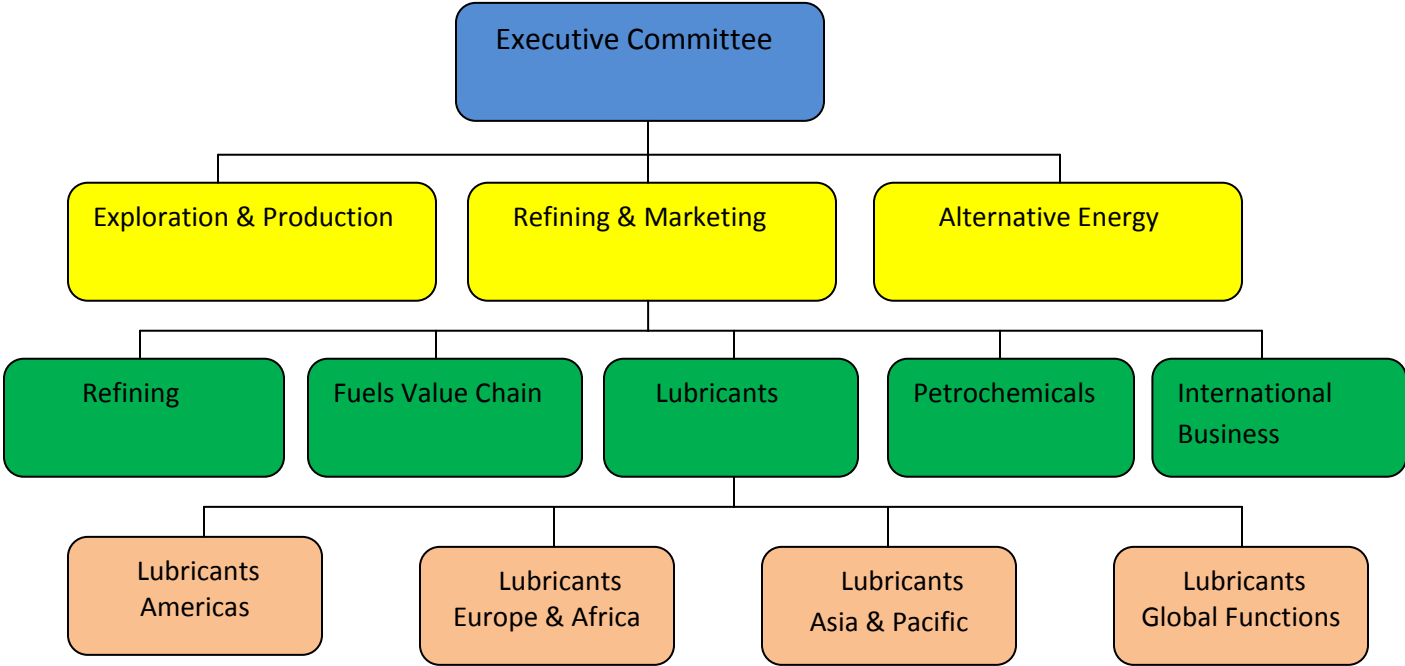 Executive Committee
Exploration & Production
Refining & Marketing
Alternative Energy
Refining
Fuels Value Chain
Lubricants
Petrochemicals
International
Business
Lubricants
Americas
Lubricants
Europe & Africa
Lubricants
Asia & Pacific
Lubricants
Global Functions